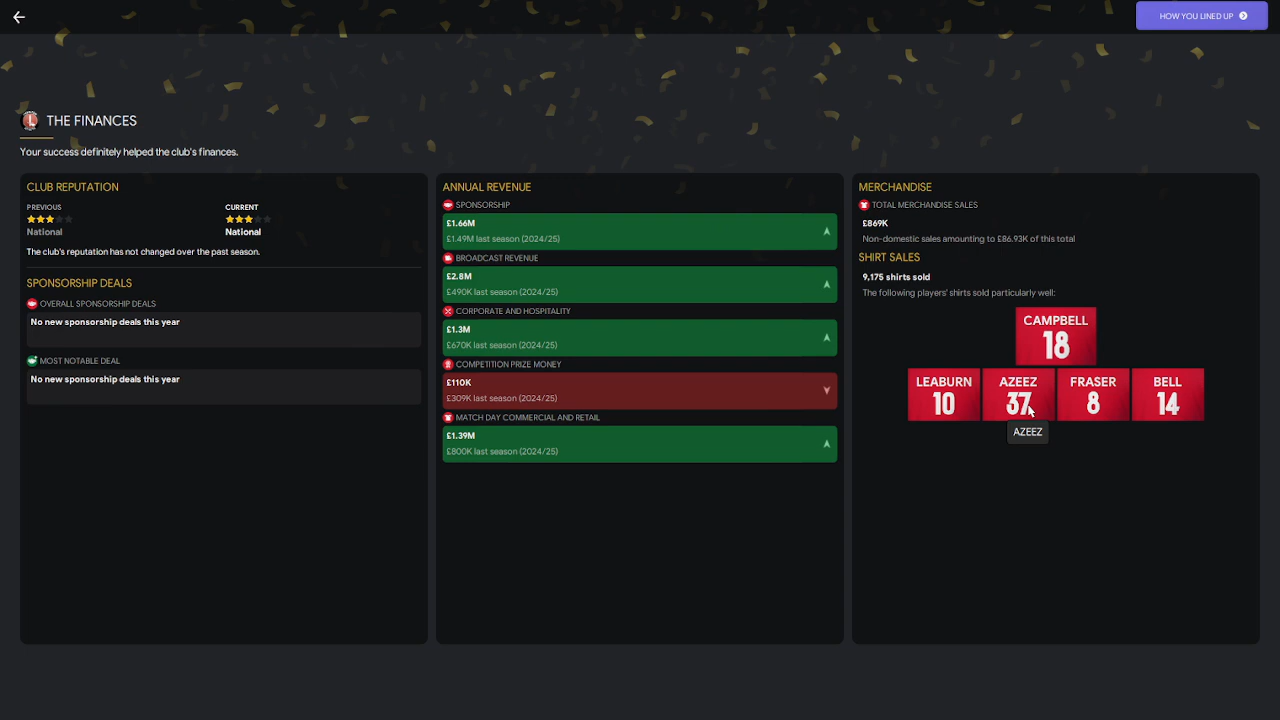 HOW YOU LINED UP
THE FINANCES
Your success definitely helped the club's finances.
CLUB REPUTATION
PREVIOUS
CURRENT
National
National
The club's reputation has not changed over the past season.
SPONSORSHIP DEALS
OVERALL SPONSORSHIP DEALS
No new sponsorship deals this year
MOST NOTABLE DEAL
No new sponsorship deals this year
ANNUAL REVENUE
SPONSORSHIP
£1.66M
£1.49M last season (2024/25)
BROADCAST REVENUE
£2.8M
£490K last season (2024/25)
CORPORATE AND HOSPITALITY
£1.3M
£670K last season (2024/25)
COMPETITION PRIZE MONEY
£110K
£309K last season (2024/25)
MATCH DAY COMMERCIAL AND RETAIL
£1.39M
£800K last season (2024/25)
MERCHANDISE
TOTAL MERCHANDISE SALES
£869K
Non-domestic sales amounting to £86.93K of this total
SHIRT SALES
9,175 shirts sold
The following players' shirts sold particularly well:
CAMPBELL
18
LEABURN
10
AZEEZ
37
FRASER
8
BELL
14
AZEEZ